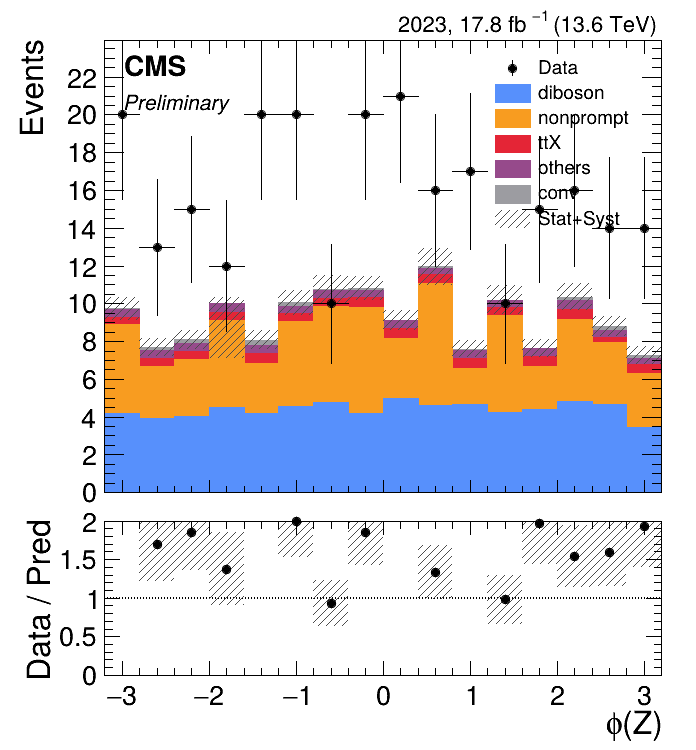 2023, 17.8 fb⁻¹ (13.6 TeV)
Events
CMS
Preliminary
Data
diboson
nonprompt
ttX
others
conv
Stat+Syst
22
20
18
16
14
12
10
8
6
4
2
0
Data / Pred
2
1.5
1
0.5
0
−3 −2 −1 0 1 2 3
ϕ(Z)